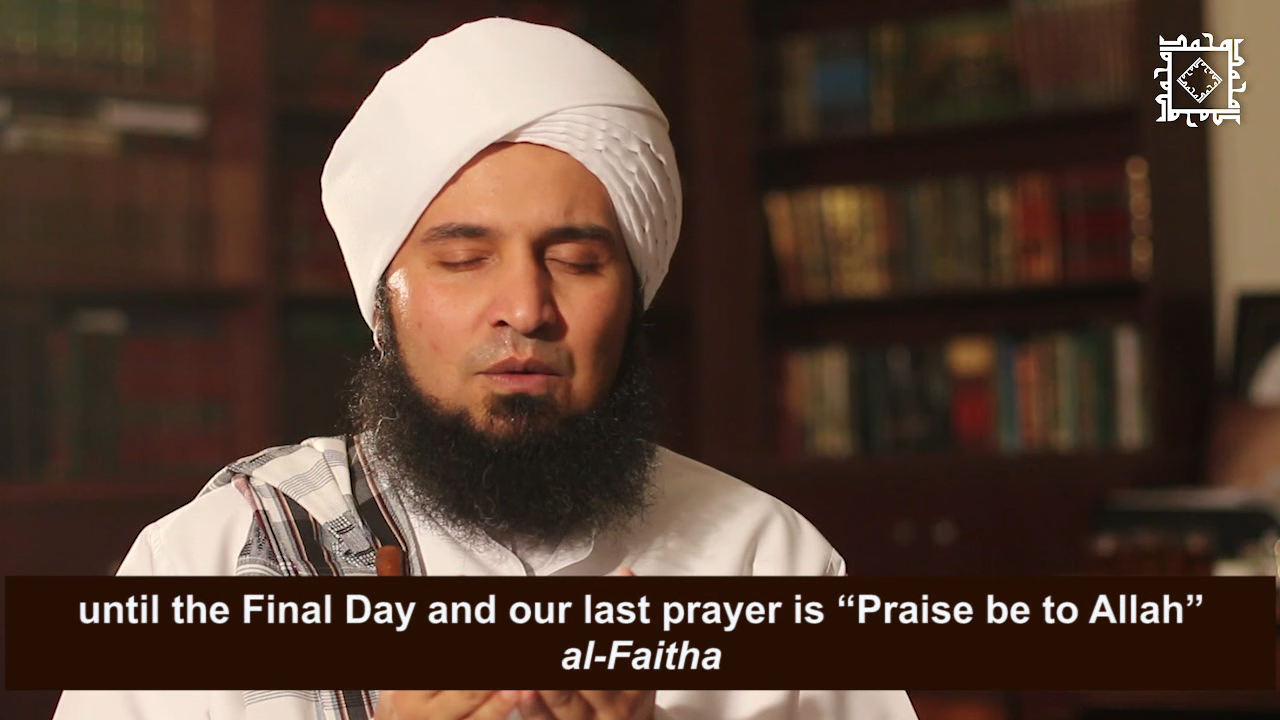 until the Final Day and our last prayer is “Praise be to Allah”
al-Faitha